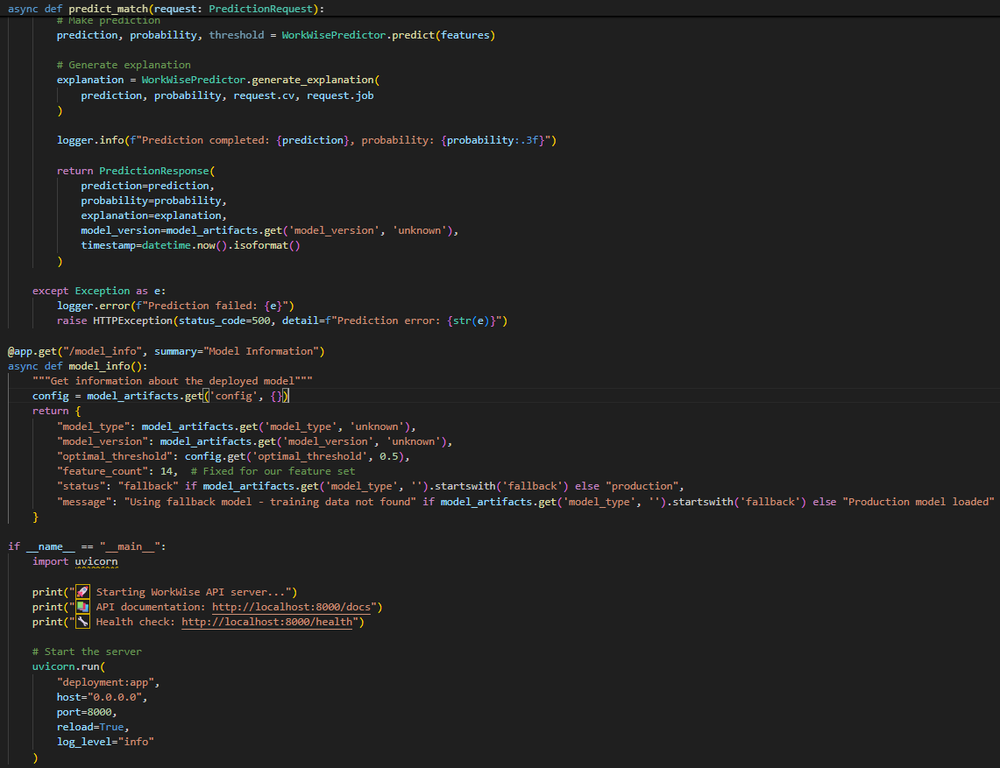 async def predict_match(request: PredictionRequest):
        # Make prediction
        prediction, probability, threshold = WorkWisePredictor.predict(features)

        # Generate explanation
        explanation = WorkWisePredictor.generate_explanation(
            prediction, probability, request.cv, request.job
        )

        logger.info(f"Prediction completed: {prediction}, probability: {probability:.3f}")

        return PredictionResponse(
            prediction=prediction,
            probability=probability,
            explanation=explanation,
            model_version=model_artifacts.get('model_version', 'unknown'),
            timestamp=datetime.now().isoformat()
        )

    except Exception as e:
        logger.error(f"Prediction failed: {e}")
        raise HTTPException(status_code=500, detail=f"Prediction error: {str(e)}")

@app.get("/model_info", summary="Model Information")
async def model_info():
    """Get information about the deployed model"""
    config = model_artifacts.get('config', {})
    return {
        "model_type": model_artifacts.get('model_type', 'unknown'),
        "model_version": model_artifacts.get('model_version', 'unknown'),
        "optimal_threshold": config.get('optimal_threshold', 0.5),
        "feature_count": 14,  # Fixed for our feature set
        "status": "fallback" if model_artifacts.get('model_type', '').startswith('fallback') else "production",
        "message": "Using fallback model - training data not found" if model_artifacts.get('model_type', '').startswith('fallback') else "Production model loaded"
    }

if __name__ == "__main__":
    import uvicorn

    print("🚀 Starting WorkWise API server...")
    print("📚 API documentation: http://localhost:8000/docs")
    print("🔧 Health check: http://localhost:8000/health")

    # Start the server
    uvicorn.run(
        "deployment:app",
        host="0.0.0.0",
        port=8000,
        reload=True,
        log_level="info"
    )